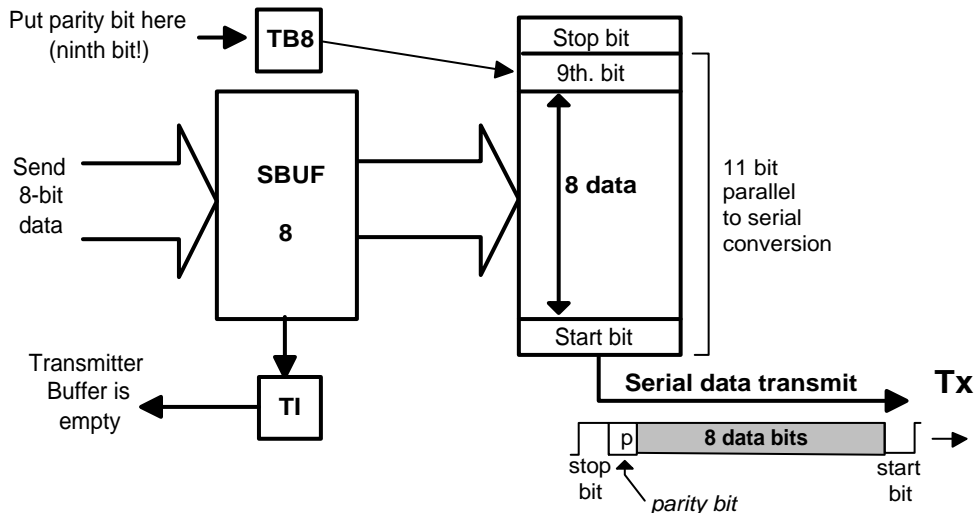 Put parity bit here
(ninth bit!)
TB8
Stop bit
9th. bit
Send
8-bit
data
SBUF
8
8 data
11 bit
parallel
to serial
conversion
Start bit
Transmitter
Buffer is
empty
TI
Serial data transmit
Tx
p
8 data bits
stop
bit
parity bit
start
bit